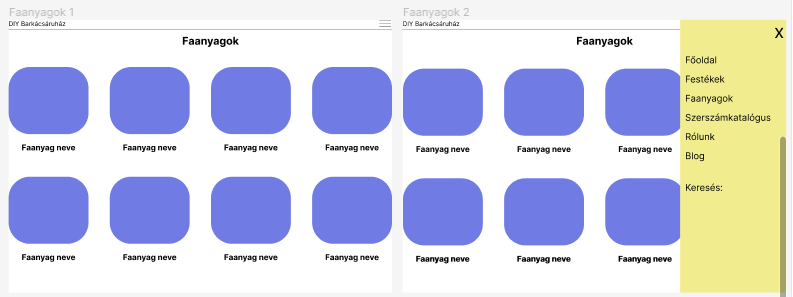 Faanyagok 1
DIY Barkácsáruház
Faanyagok
Faanyag neve Faanyag neve Faanyag neve Faanyag neve
Faanyag neve Faanyag neve Faanyag neve Faanyag neve
Faanyagok 2
DIY Barkácsáruház
Faanyagok
Faanyag neve Faanyag neve Faanyag neve
Faanyag neve Faanyag neve Faanyag neve
X
Főoldal
Festékek
Faanyagok
Szerszámkatalógus
Rólunk
Blog
Keresés: